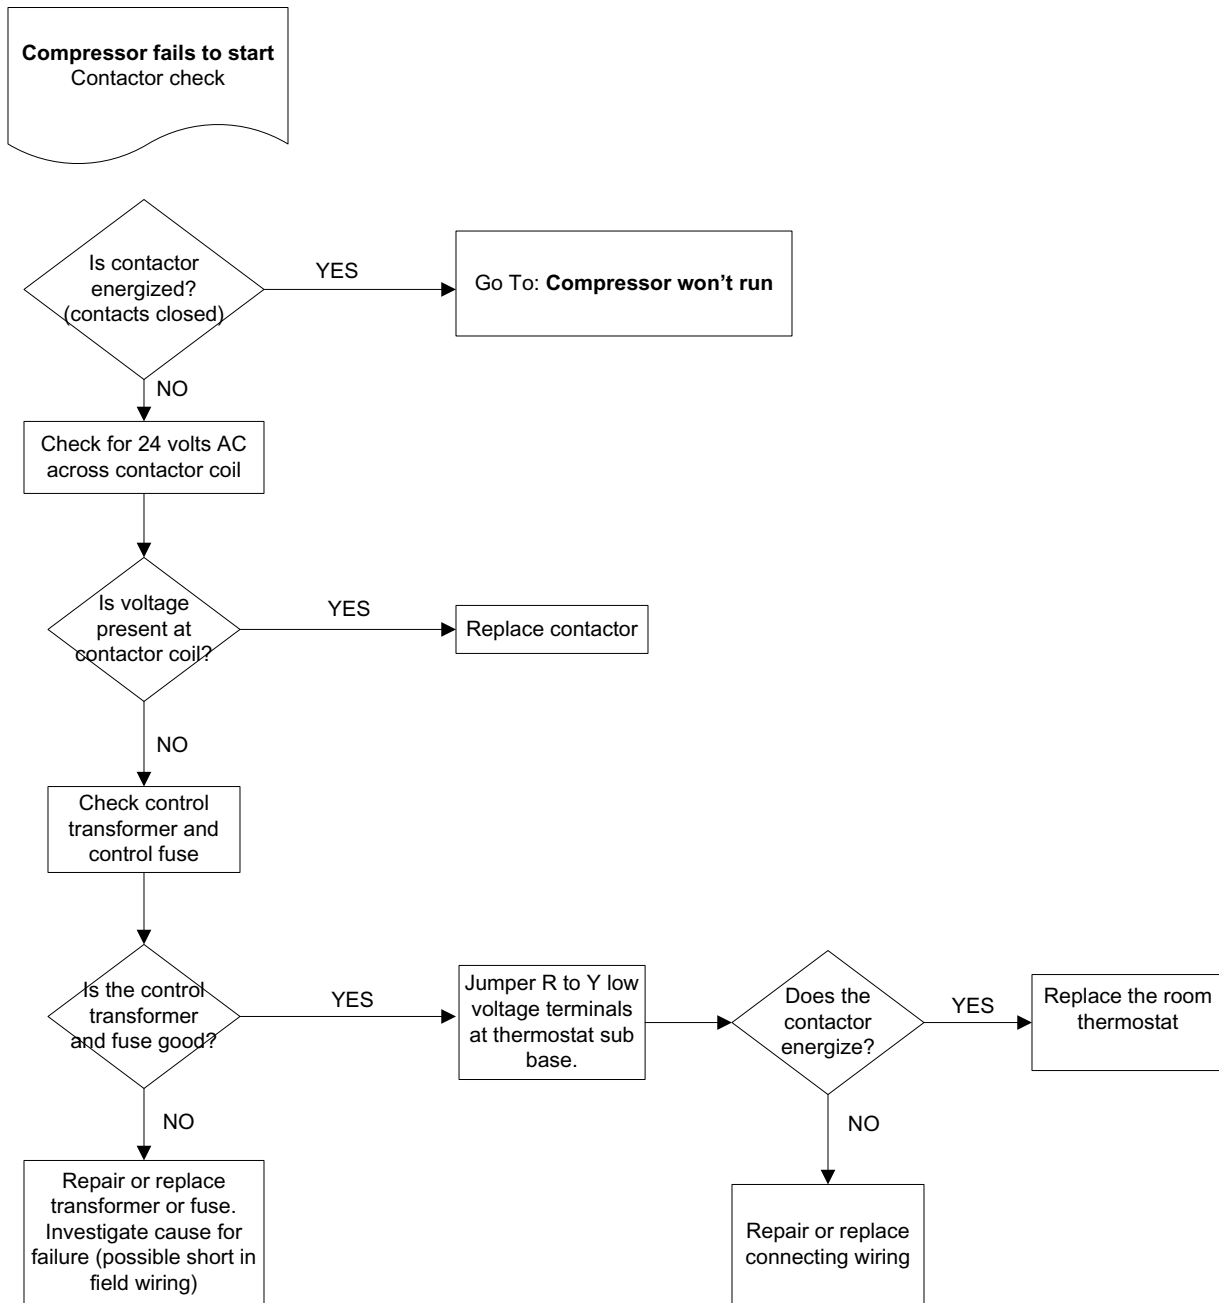 Compressor fails to start
Contactor check
Is contactor
energized?
(contacts closed)
YES
Go To: Compressor won’t run
NO
Check for 24 volts AC
across contactor coil
Is voltage
present at
contactor coil?
YES
Replace contactor
NO
Check control
transformer and
control fuse
Is the control
transformer
and fuse good?
YES
Jumper R to Y low
voltage terminals
at thermostat sub
base.
Does the
contactor
energize?
YES
Replace the room
thermostat
NO
Repair or replace
transformer or fuse.
Investigate cause for
failure (possible short in
field wiring)
NO
Repair or replace
connecting wiring